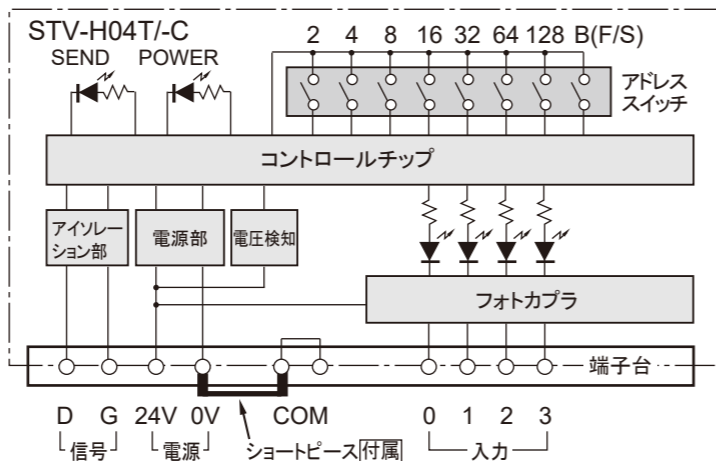 STV-H04T/-C
SEND POWER
2 4 8 16 32 64 128 B(F/S)
アドレス
スイッチ
コントロールチップ
アイソレー
ション部
電源部
電圧検知
フォトカプラ
端子台
D G 24V 0V COM 0 1 2 3
信号 電源 ショートピース付属 入力